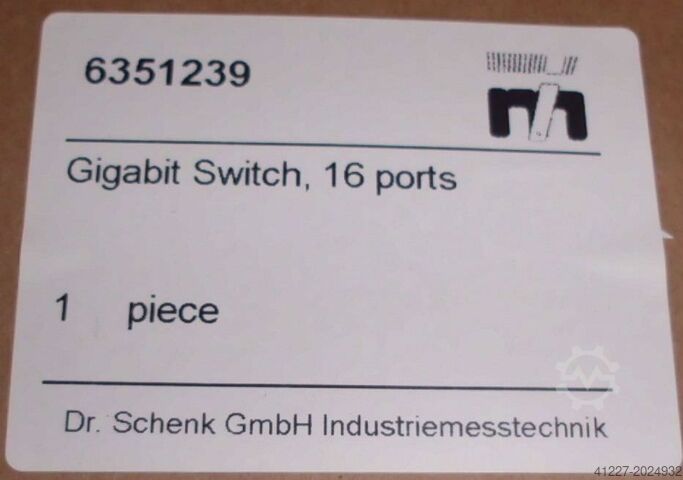 6351239
Gigabit Switch, 16 ports
1 piece
Dr. Schenk GmbH Industriemesstechnik
41227-2024932